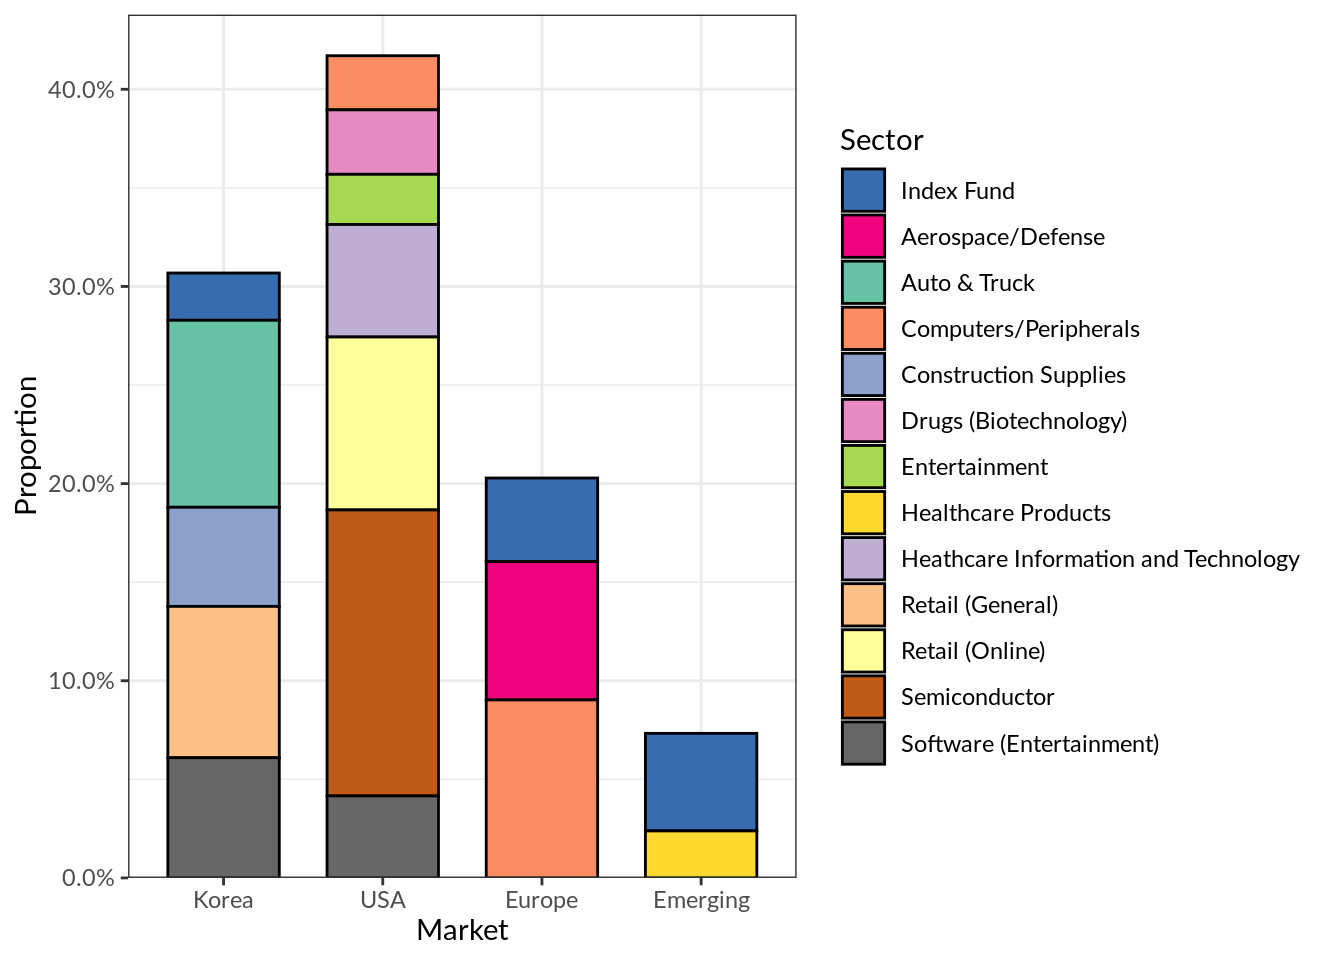 40.0%
30.0%
20.0%
10.0%
0.0%
Proportion
Korea
USA
Europe
Emerging
Market
Sector
Index Fund
Aerospace/Defense
Auto & Truck
Computers/Peripherals
Construction Supplies
Drugs (Biotechnology)
Entertainment
Healthcare Products
Heathcare Information and Technology
Retail (General)
Retail (Online)
Semiconductor
Software (Entertainment)